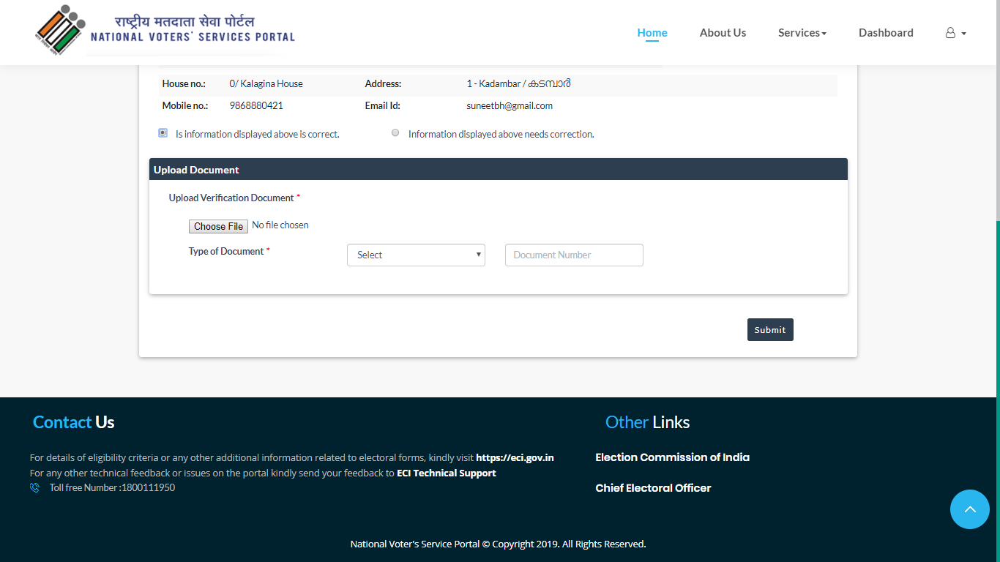 राष्ट्रीय मतदाता सेवा पोर्टल
NATIONAL VOTERS' SERVICES PORTAL
Home About Us Services Dashboard
House no.: 0/ Kalagina House Address: 1 - Kadambar / കടമ്പാർ
Mobile no.: 9868880421 Email Id: suneetbh@gmail.com
Is information displayed above is correct. Information displayed above needs correction.
Upload Document
Upload Verification Document *
Choose File No file chosen
Type of Document * Select Document Number
Submit
Contact Us
For details of eligibility criteria or any other additional information related to electoral forms, kindly visit https://eci.gov.in
For any other technical feedback or issues on the portal kindly send your feedback to ECI Technical Support
Toll free Number :1800111950
Other Links
Election Commission of India
Chief Electoral Officer
National Voter's Service Portal © Copyright 2019. All Rights Reserved.